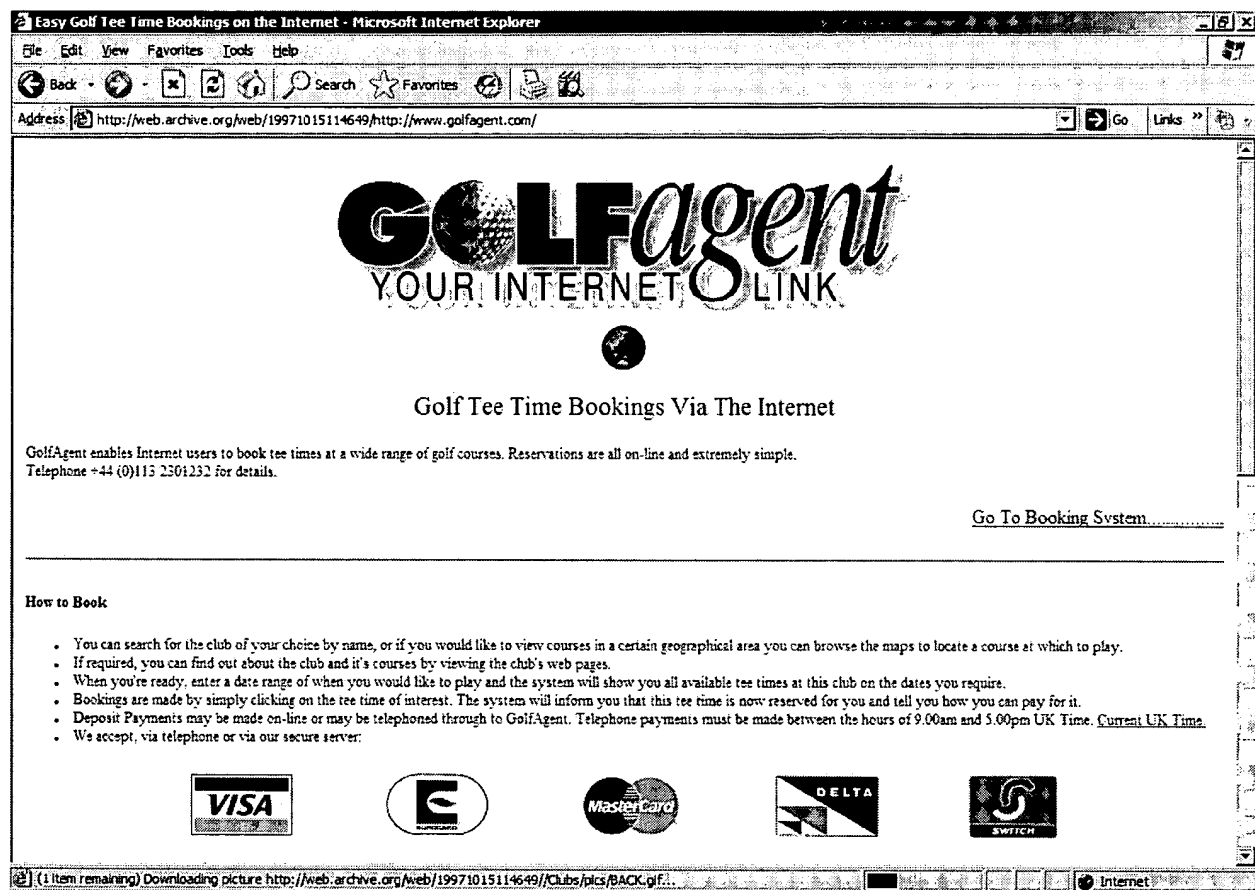 Easy Golf Tee Time Bookings on the Internet - Microsoft Internet Explorer
File Edit View Favorites Tools Help
Back Search Favorites
Address http://web.archive.org/web/19971015114649/http://www.golfagent.com/ Go Links »
GOLFagent
YOUR INTERNET LINK
Golf Tee Time Bookings Via The Internet
GolfAgent enables Internet users to book tee times at a wide range of golf courses. Reservations are all on-line and extremely simple.
Telephone +44 (0)113 2301232 for details.
Go To Booking System...............
How to Book
• You can search for the club of your choice by name, or if you would like to view courses in a certain geographical area you can browse the maps to locate a course at which to play.
• If required, you can find out about the club and it's courses by viewing the club's web pages.
• When you're ready, enter a date range of when you would like to play and the system will show you all available tee times at this club on the dates you require.
• Bookings are made by simply clicking on the tee time of interest. The system will inform you that this tee time is now reserved for you and tell you how you can pay for it.
• Deposit Payments may be made on-line or may be telephoned through to GolfAgent. Telephone payments must be made between the hours of 9.00am and 5.00pm UK Time. Current UK Time.
• We accept, via telephone or via our secure server:
VISA EUROCARD MasterCard DELTA SWITCH
(1 item remaining) Downloading picture http://web.archive.org/web/19971015114649//Clubs/pics/BACK.gif... Internet